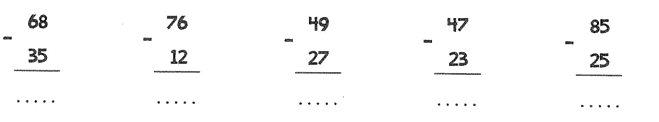 68 76 49 47 85
- - - - -
35 12 27 23 25
..... ..... ..... ..... .....